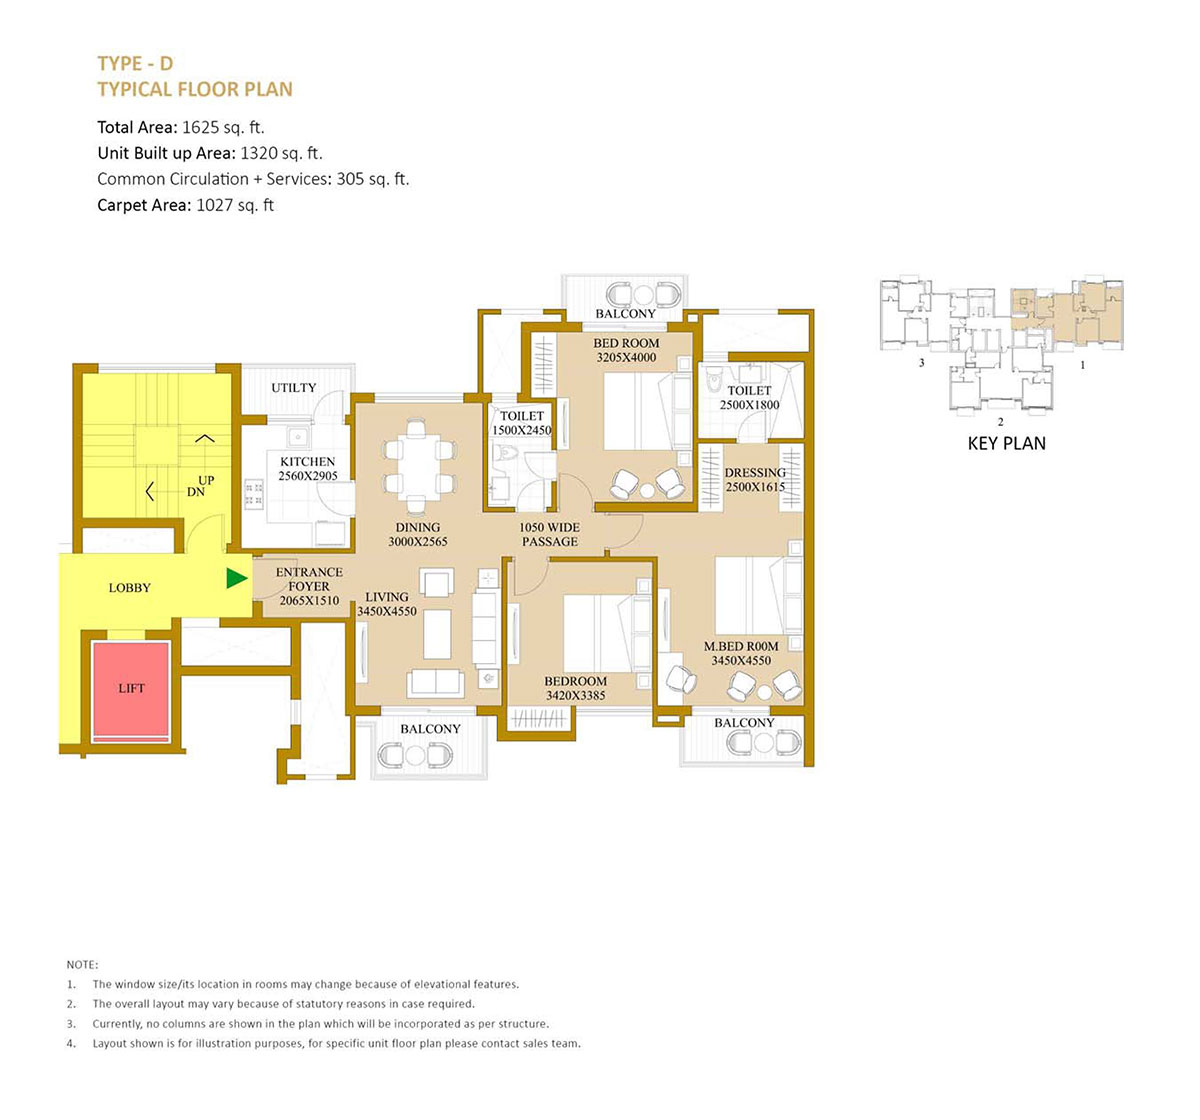 TYPE - D
TYPICAL FLOOR PLAN
Total Area: 1625 sq. ft.
Unit Built up Area: 1320 sq. ft.
Common Circulation + Services: 305 sq. ft.
Carpet Area: 1027 sq. ft
BALCONY
BED ROOM
3205X4000
UTILTY
TOILET
2500X1800
TOILET
1500X2450
KITCHEN
2560X2905
DRESSING
2500X1615
UP
DN
DINING
3000X2565
1050 WIDE
PASSAGE
LOBBY
ENTRANCE
FOYER
2065X1510
LIVING
3450X4550
M.BED R00M
3450X4550
LIFT
BEDROOM
3420X3385
BALCONY
BALCONY
3
1
2
KEY PLAN
NOTE:
1. The window size/its location in rooms may change because of elevational features.
2. The overall layout may vary because of statutory reasons in case required.
3. Currently, no columns are shown in the plan which will be incorporated as per structure.
4. Layout shown is for illustration purposes, for specific unit floor plan please contact sales team.